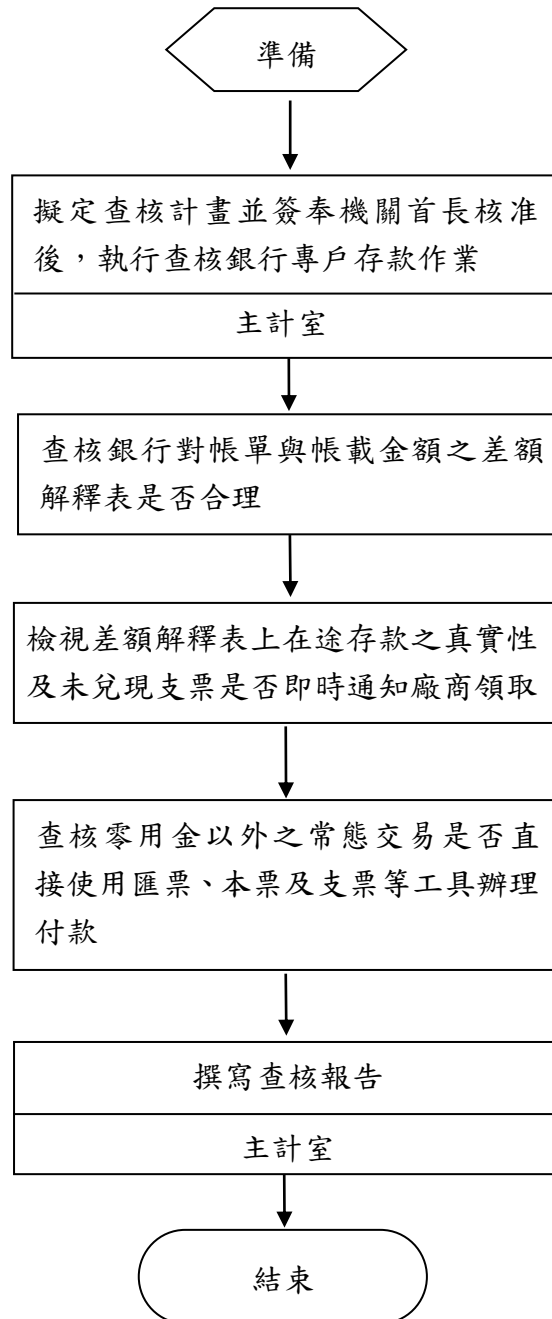 準備
擬定查核計畫並簽奉機關首長核准
後，執行查核銀行專戶存款作業
主計室
查核銀行對帳單與帳載金額之差額
解釋表是否合理
檢視差額解釋表上在途存款之真實性
及未兌現支票是否即時通知廠商領取
查核零用金以外之常態交易是否直
接使用匯票、本票及支票等工具辦理
付款
撰寫查核報告
主計室
結束